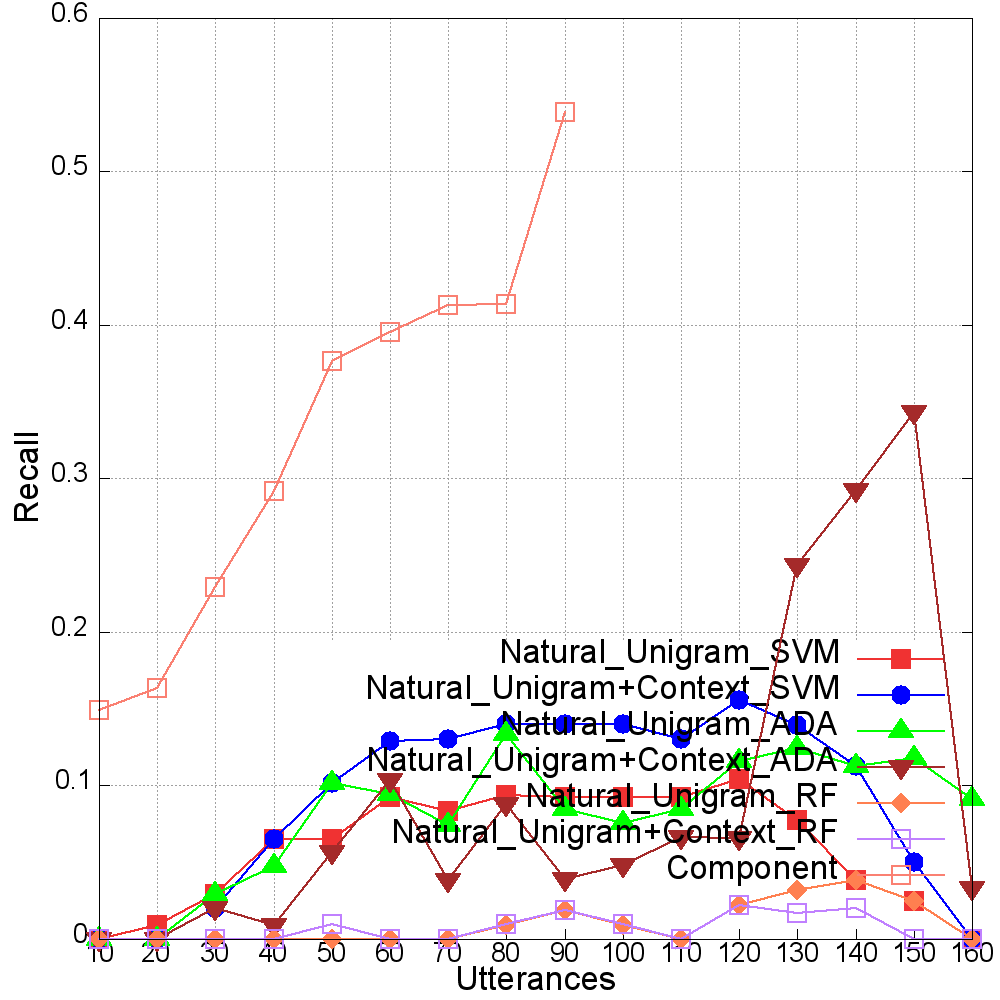 0.6
0.5
0.4
0.3
0.2
0.1
0
Recall
Natural_Unigram_SVM
Natural_Unigram+Context_SVM
Natural_Unigram_ADA
Natural_Unigram+Context_ADA
Natural_Unigram_RF
Natural_Unigram+Context_RF
Component
10 20 30 40 50 60 70 80 90 100 110 120 130 140 150 160
Utterances